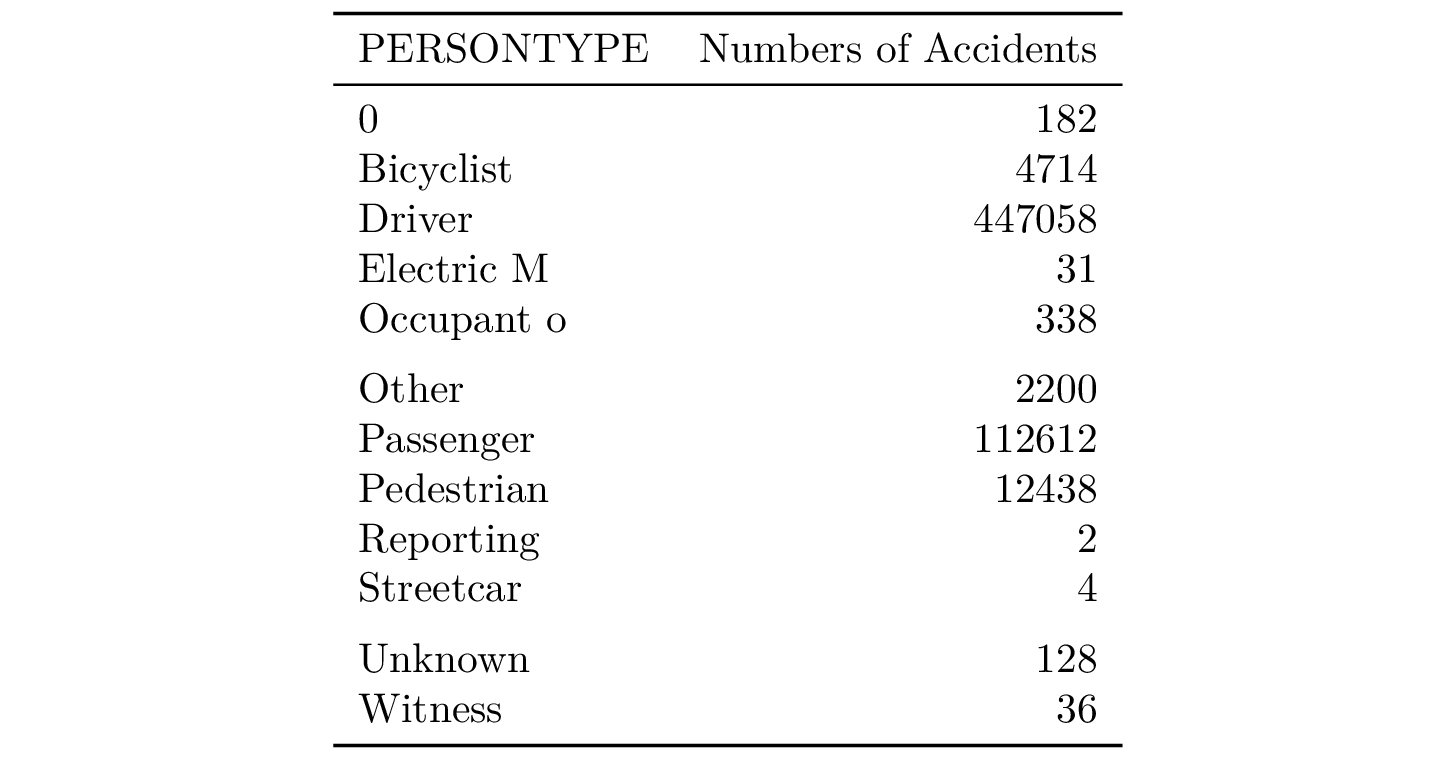 PERSONTYPE Numbers of Accidents
0 182
Bicyclist 4714
Driver 447058
Electric M 31
Occupant o 338
Other 2200
Passenger 112612
Pedestrian 12438
Reporting 2
Streetcar 4
Unknown 128
Witness 36